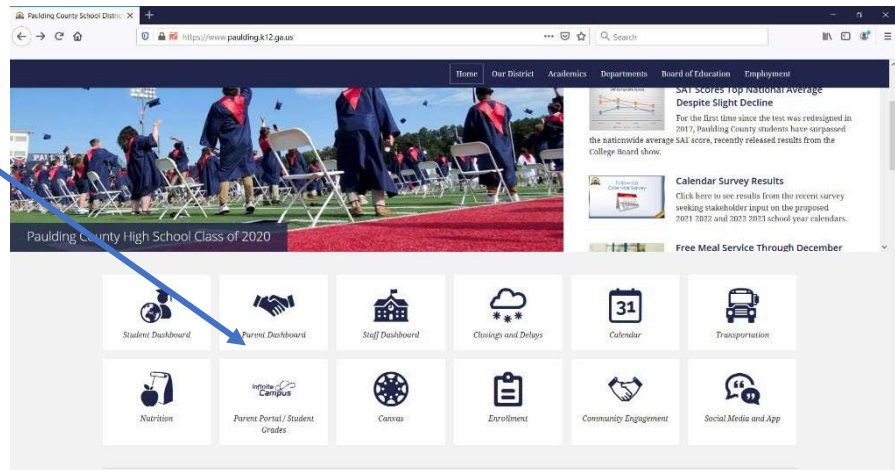 Paulding County School District
https://www.paulding.k12.ga.us
Search
Home Our District Academics Departments Board of Education Employment
SAT Scores Top National Average
Despite Slight Decline
For the first time since the test was redesigned in
2017, Paulding County students have surpassed
the nationwide average SAT score, recently released results from the
College Board show.
Calendar Survey Results
Click here to see results from the recent survey
seeking stakeholder input on the proposed
2021 2022 and 2022 2023 school year calendars.
Free Meal Service Through December
Paulding County High School Class of 2020
Student Dashboard
Parent Dashboard
Staff Dashboard
Closings and Delays
31
Calendar
Transportation
Nutrition
Infinite
Campus
Parent Portal / Student
Grades
Canvas
Enrollment
Community Engagement
Social Media and App